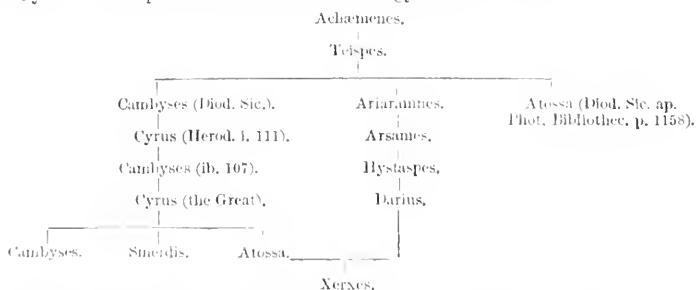 Achæmenes.
Teispes.
Cambyses (Diod. Sic.). Ariaramnes. Atossa (Diod. Sic. ap.
Phot. Bibliothec. p. 1158).
Cyrus (Herod. i. 111). Arsames.
Cambyses (ib. 107). Hystaspes.
Cyrus (the Great). Darius.
Cambyses. Smerdis. Atossa.
Xerxes.